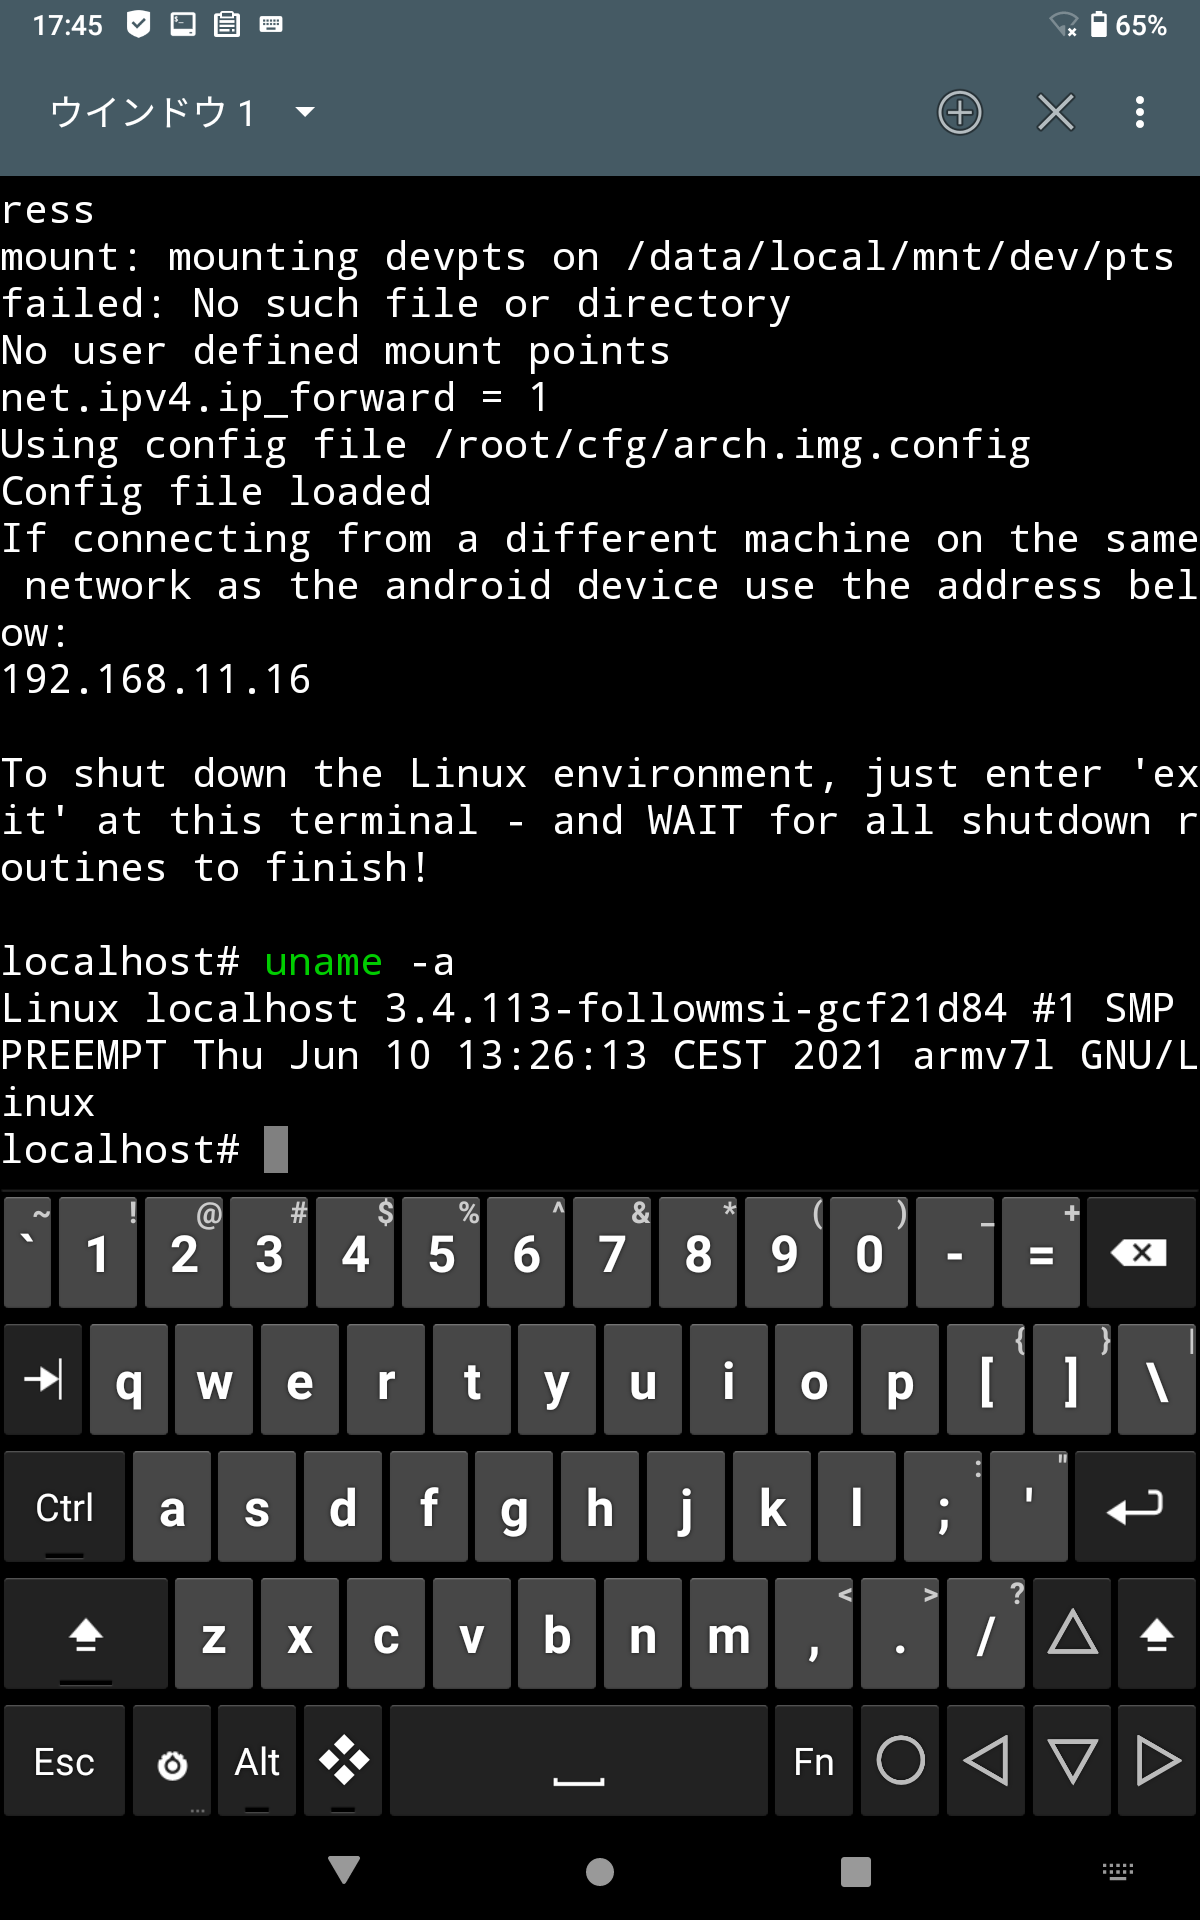 17:45 65%
ウインドウ 1
ress
mount: mounting devpts on /data/local/mnt/dev/pts
failed: No such file or directory
No user defined mount points
net.ipv4.ip_forward = 1
Using config file /root/cfg/arch.img.config
Config file loaded
If connecting from a different machine on the same
 network as the android device use the address bel
ow:
192.168.11.16
To shut down the Linux environment, just enter 'ex
it' at this terminal - and WAIT for all shutdown r
outines to finish!
localhost# uname -a
Linux localhost 3.4.113-followmsi-gcf21d84 #1 SMP
PREEMPT Thu Jun 10 13:26:13 CEST 2021 armv7l GNU/L
inux
localhost#
~ ! @ # $ % ^ & * ( ) _ +
` 1 2 3 4 5 6 7 8 9 0 - =
{ } |
q w e r t y u i o p [ ] \
: "
Ctrl a s d f g h j k l ; '
< > ?
z x c v b n m , . /
Esc Alt Fn
...